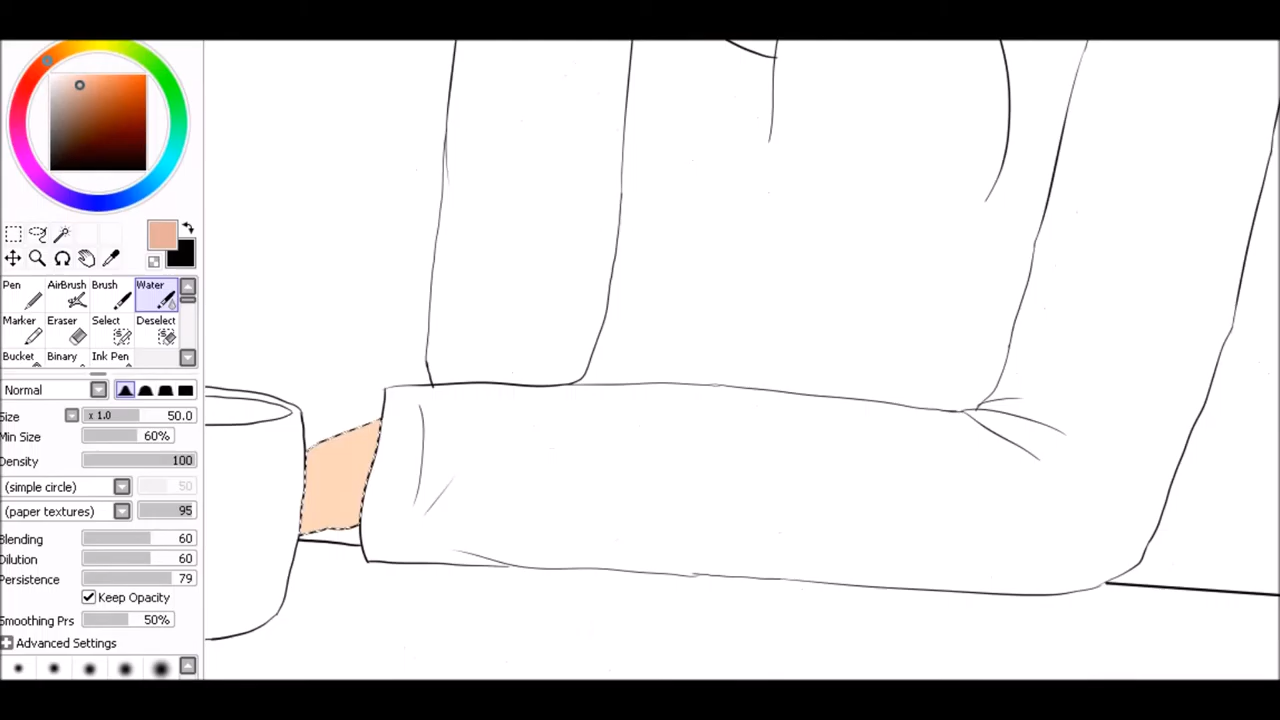 Pen AirBrush Brush Water
Marker Eraser Select Deselect
Bucket Binary Ink Pen
Normal
Size x 1.0 50.0
Min Size 60%
Density 100
(simple circle) 50
(paper textures) 95
Blending 60
Dilution 60
Persistence 79
Keep Opacity
Smoothing Prs 50%
Advanced Settings